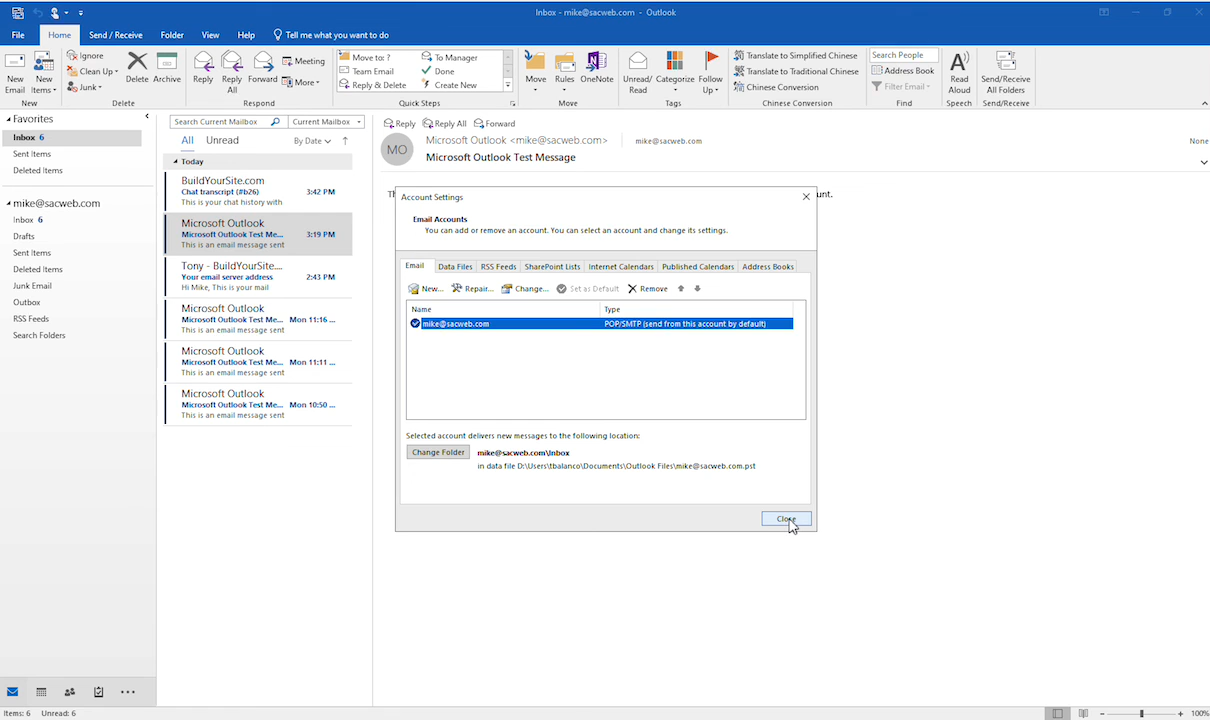 Inbox - mike@sacweb.com - Outlook
File Home Send / Receive Folder View Help Tell me what you want to do
New Email
New Items
New
Ignore
Clean Up
Junk
Delete
Archive
Delete
Reply
Reply All
Forward
Meeting
More
Respond
Move to: ?
Team Email
Reply & Delete
To Manager
Done
Create New
Quick Steps
Move
Rules
OneNote
Move
Unread/ Read
Categorize
Follow Up
Tags
Translate to Simplified Chinese
Translate to Traditional Chinese
Chinese Conversion
Chinese Conversion
Search People
Address Book
Filter Email
Find
Read Aloud
Speech
Send/Receive All Folders
Send/Receive
Favorites
Inbox 6
Sent Items
Deleted Items
mike@sacweb.com
Inbox 6
Drafts
Sent Items
Deleted Items
Junk Email
Outbox
RSS Feeds
Search Folders
Search Current Mailbox Current Mailbox
All Unread By Date
Today
BuildYourSite.com
Chat transcript (#b26) 3:42 PM
This is your chat history with
Microsoft Outlook
Microsoft Outlook Test Me... 3:19 PM
This is an email message sent
Tony - BuildYourSite....
Your email server address 2:43 PM
Hi Mike, This is your mail
Microsoft Outlook
Microsoft Outlook Test Me... Mon 11:16 ...
This is an email message sent
Microsoft Outlook
Microsoft Outlook Test Me... Mon 11:11 ...
This is an email message sent
Microsoft Outlook
Microsoft Outlook Test Me... Mon 10:50 ...
This is an email message sent
Reply Reply All Forward
MO
Microsoft Outlook <mike@sacweb.com> mike@sacweb.com None
Microsoft Outlook Test Message
Account Settings
Email Accounts
You can add or remove an account. You can select an account and change its settings.
Email Data Files RSS Feeds SharePoint Lists Internet Calendars Published Calendars Address Books
New... Repair... Change... Set as Default Remove
Name Type
mike@sacweb.com POP/SMTP (send from this account by default)
Selected account delivers new messages to the following location:
Change Folder mike@sacweb.com\Inbox
in data file D:\Users\tbalanco\Documents\Outlook Files\mike@sacweb.com.pst
Close
Items: 6 Unread: 6 100%